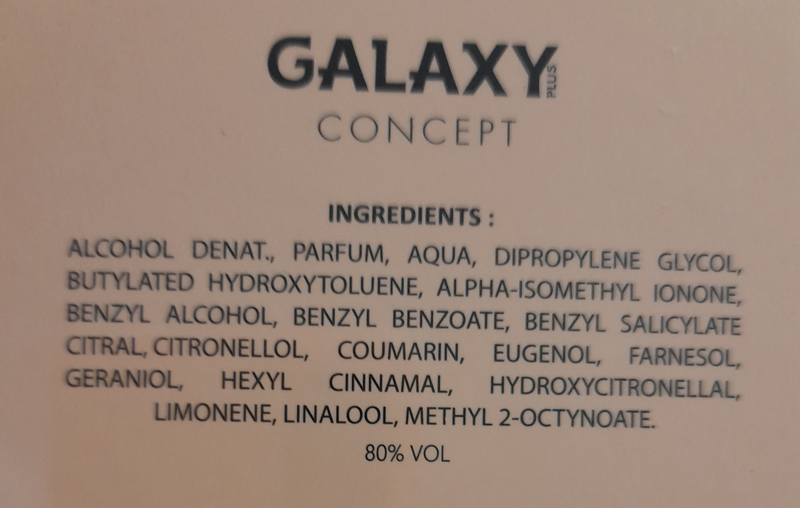 GALAXY PLUS
CONCEPT
INGREDIENTS :
ALCOHOL DENAT., PARFUM, AQUA, DIPROPYLENE GLYCOL,
BUTYLATED HYDROXYTOLUENE, ALPHA-ISOMETHYL IONONE,
BENZYL ALCOHOL, BENZYL BENZOATE, BENZYL SALICYLATE
CITRAL, CITRONELLOL, COUMARIN, EUGENOL, FARNESOL,
GERANIOL, HEXYL CINNAMAL, HYDROXYCITRONELLAL,
LIMONENE, LINALOOL, METHYL 2-OCTYNOATE.
80% VOL